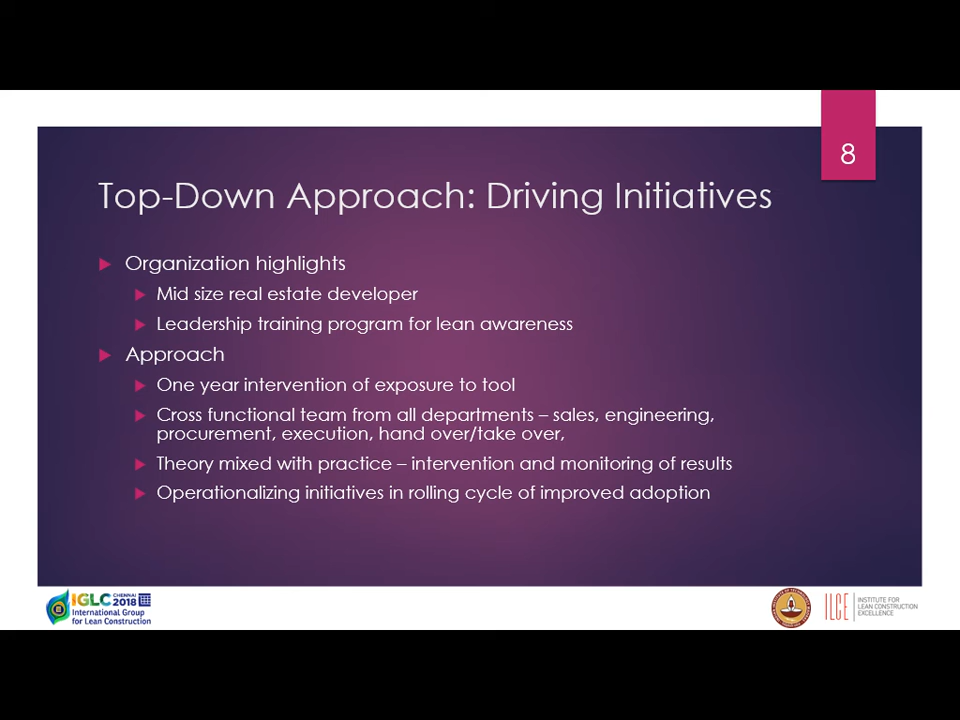 8
Top-Down Approach: Driving Initiatives
Organization highlights
Mid size real estate developer
Leadership training program for lean awareness
Approach
One year intervention of exposure to tool
Cross functional team from all departments – sales, engineering,
procurement, execution, hand over/take over,
Theory mixed with practice – intervention and monitoring of results
Operationalizing initiatives in rolling cycle of improved adoption
IGLC CHENNAI 2018
International Group
for Lean Construction
ILCE
INSTITUTE FOR
LEAN CONSTRUCTION
EXCELLENCE